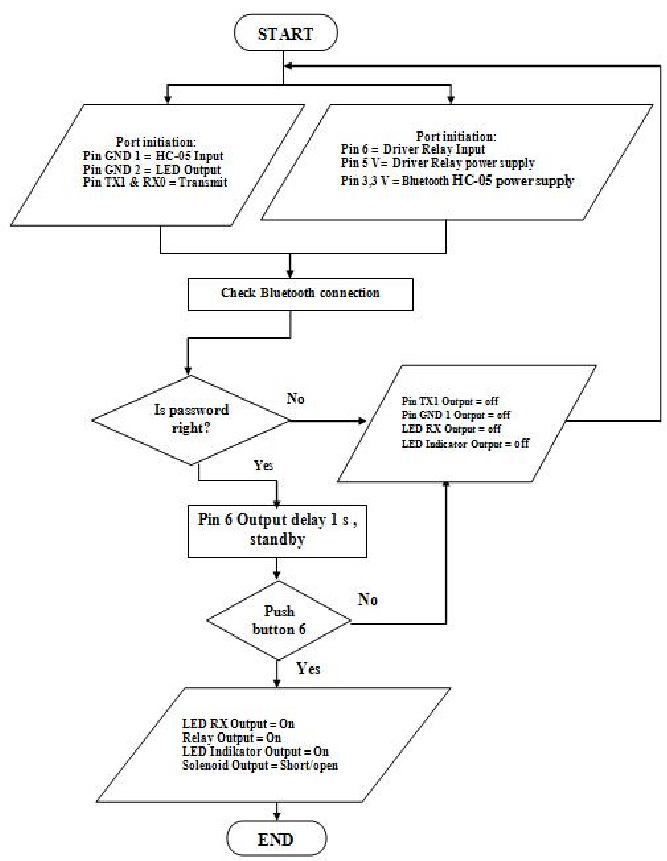 START
Port initiation:
Pin GND 1 = HC-05 Input
Pin GND 2 = LED Output
Pin TX1 & RX0 = Transmit
Port initiation:
Pin 6 = Driver Relay Input
Pin 5 V= Driver Relay power supply
Pin 3,3 V = Bluetooth HC-05 power supply
Check Bluetooth connection
Is password
right?
No
Pin TX1 Output = off
Pin GND 1 Output = off
LED RX Output = off
LED Indicator Output = off
Yes
Pin 6 Output delay 1 s,
standby
Push
button 6
No
Yes
LED RX Output = On
Relay Output = On
LED Indikator Output = On
Solenoid Output = Short/open
END